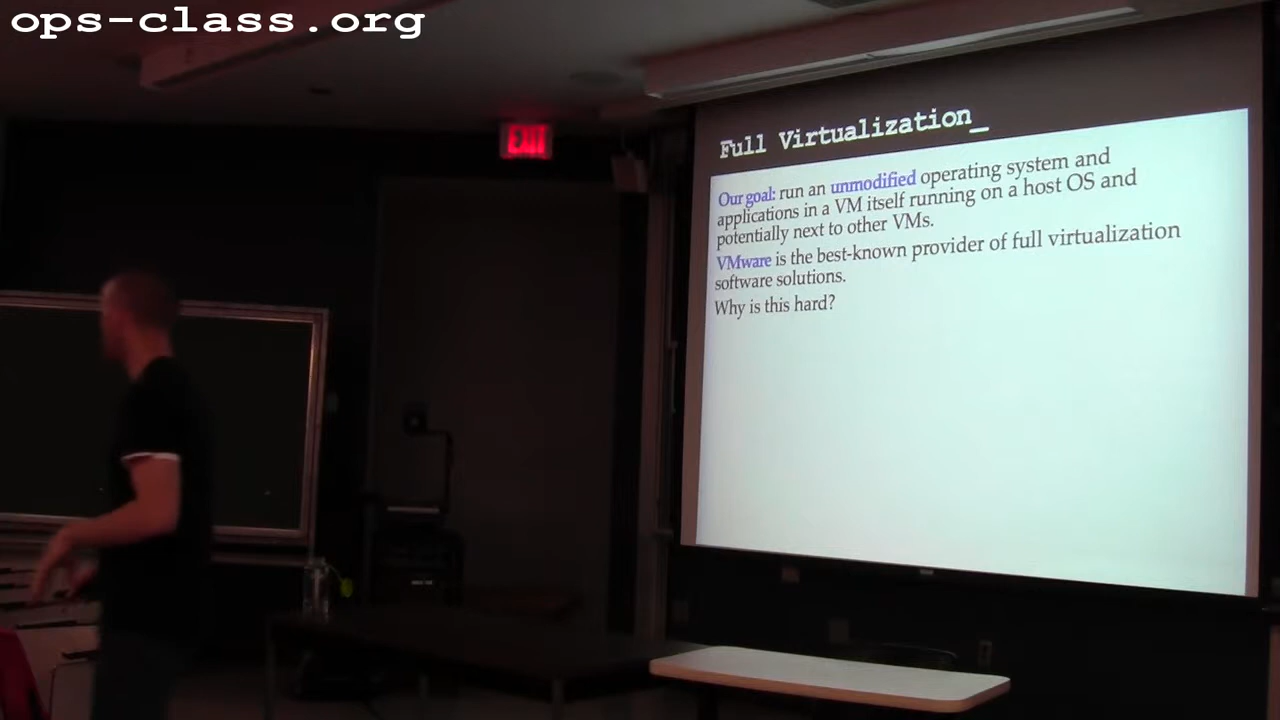 ops-class.org
EXIT
Full Virtualization_
Our goal: run an unmodified operating system and
applications in a VM itself running on a host OS and
potentially next to other VMs.
VMware is the best-known provider of full virtualization
software solutions.
Why is this hard?